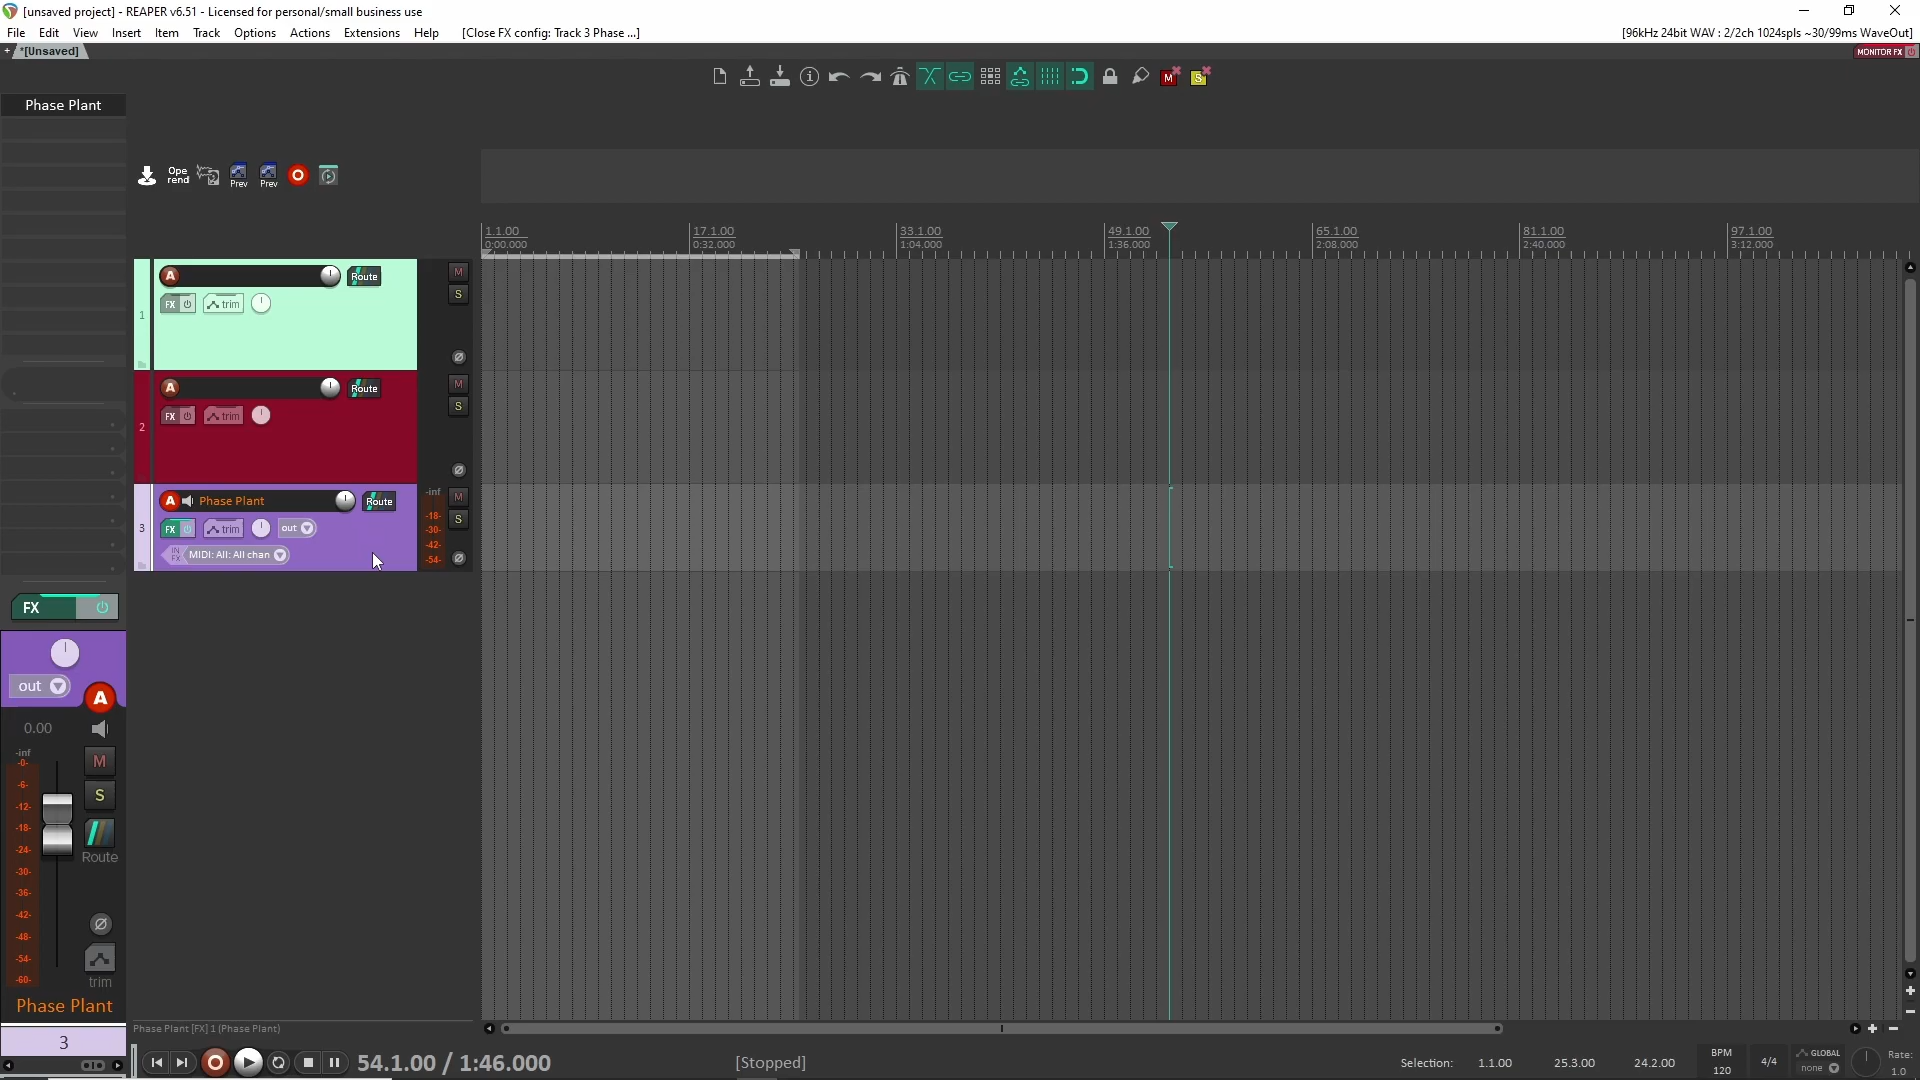 [unsaved project] - REAPER v6.51 - Licensed for personal/small business use
File Edit View Insert Item Track Options Actions Extensions Help [Close FX config: Track 3 Phase ...] [96kHz 24bit WAV : 2/2ch 1024spls ~30/99ms WaveOut]
+ *[Unsaved] MONITOR FX
M S
Phase Plant
Ope rend Prev Prev
1.1.00 17.1.00 33.1.00 49.1.00 65.1.00 81.1.00 97.1.00
0:00.000 0:32.000 1:04.000 1:36.000 2:08.000 2:40.000 3:12.000
A Route M
FX trim S
1
A Route M
FX trim S
2
A Phase Plant Route -inf M
3 FX trim out -18- S
-30-
IN FX MIDI: All: All chan -42-
-54-
FX
out A
0.00
-inf
-0- M
-6- S
-12-
-18-
-24- Route
-30-
-36-
-42-
-48-
-54-
-60- trim
Phase Plant
3
Phase Plant [FX] 1 (Phase Plant)
54.1.00 / 1:46.000 [Stopped] Selection: 1.1.00 25.3.00 24.2.00 BPM 120 4/4 GLOBAL none Rate: 1.0